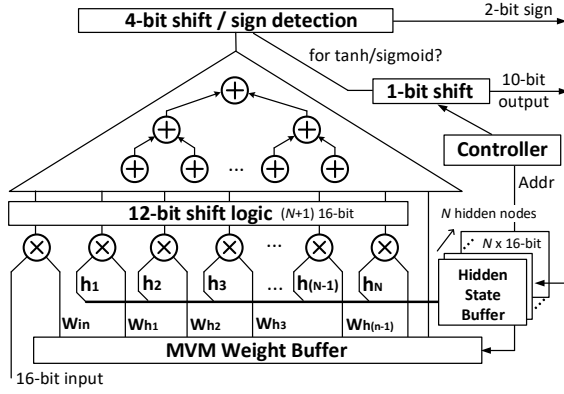 4-bit shift / sign detection
2-bit sign
for tanh/sigmoid?
1-bit shift
10-bit
output
Controller
Addr
...
N hidden nodes
12-bit shift logic (N+1) 16-bit
N x 16-bit
Hidden
State
Buffer
h1 h2 h3 ... h(N-1) hN
Win Wh1 Wh2 Wh3 Wh(n-1)
MVM Weight Buffer
16-bit input